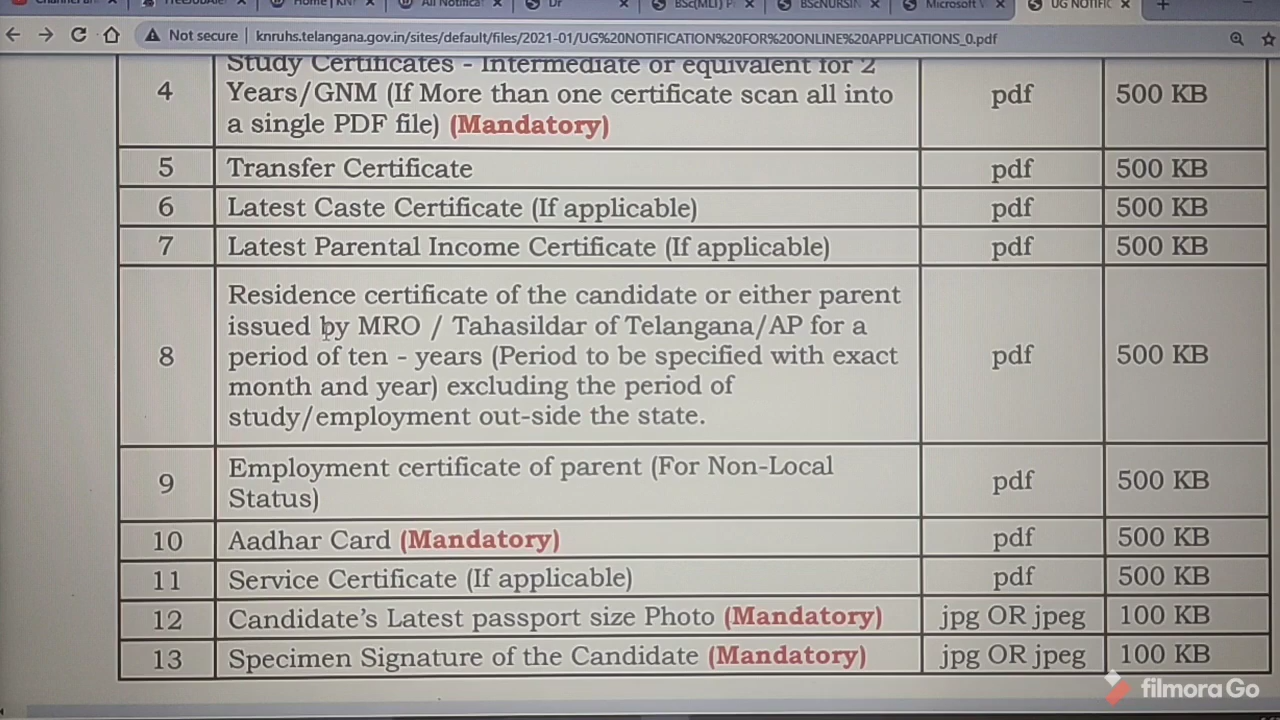 Not secure | knruhs.telangana.gov.in/sites/default/files/2021-01/UG%20NOTIFICATION%20FOR%20ONLINE%20APPLICATIONS_0.pdf
Study Certificates - Intermediate or equivalent for 2
4 Years/GNM (If More than one certificate scan all into pdf 500 KB
a single PDF file) (Mandatory)
5 Transfer Certificate pdf 500 KB
6 Latest Caste Certificate (If applicable) pdf 500 KB
7 Latest Parental Income Certificate (If applicable) pdf 500 KB
Residence certificate of the candidate or either parent
issued by MRO / Tahasildar of Telangana/AP for a
8 period of ten - years (Period to be specified with exact pdf 500 KB
month and year) excluding the period of
study/employment out-side the state.
9 Employment certificate of parent (For Non-Local pdf 500 KB
Status)
10 Aadhar Card (Mandatory) pdf 500 KB
11 Service Certificate (If applicable) pdf 500 KB
12 Candidate's Latest passport size Photo (Mandatory) jpg OR jpeg 100 KB
13 Specimen Signature of the Candidate (Mandatory) jpg OR jpeg 100 KB
filmoraGo